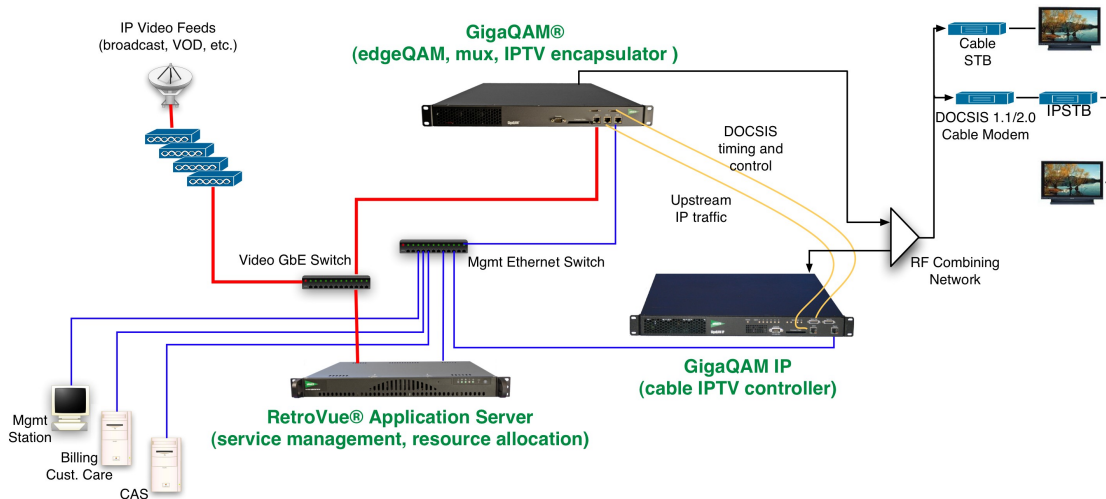 IP Video Feeds
(broadcast, VOD, etc.)
GigaQAM®
(edgeQAM, mux, IPTV encapsulator )
Cable
STB
DOCSIS 1.1/2.0
Cable Modem
IPSTB
DOCSIS
timing and
control
Upstream
IP traffic
Video GbE Switch
Mgmt Ethernet Switch
RF Combining
Network
GigaQAM IP
(cable IPTV controller)
RetroVue® Application Server
(service management, resource allocation)
Mgmt
Station
Billing
Cust. Care
CAS